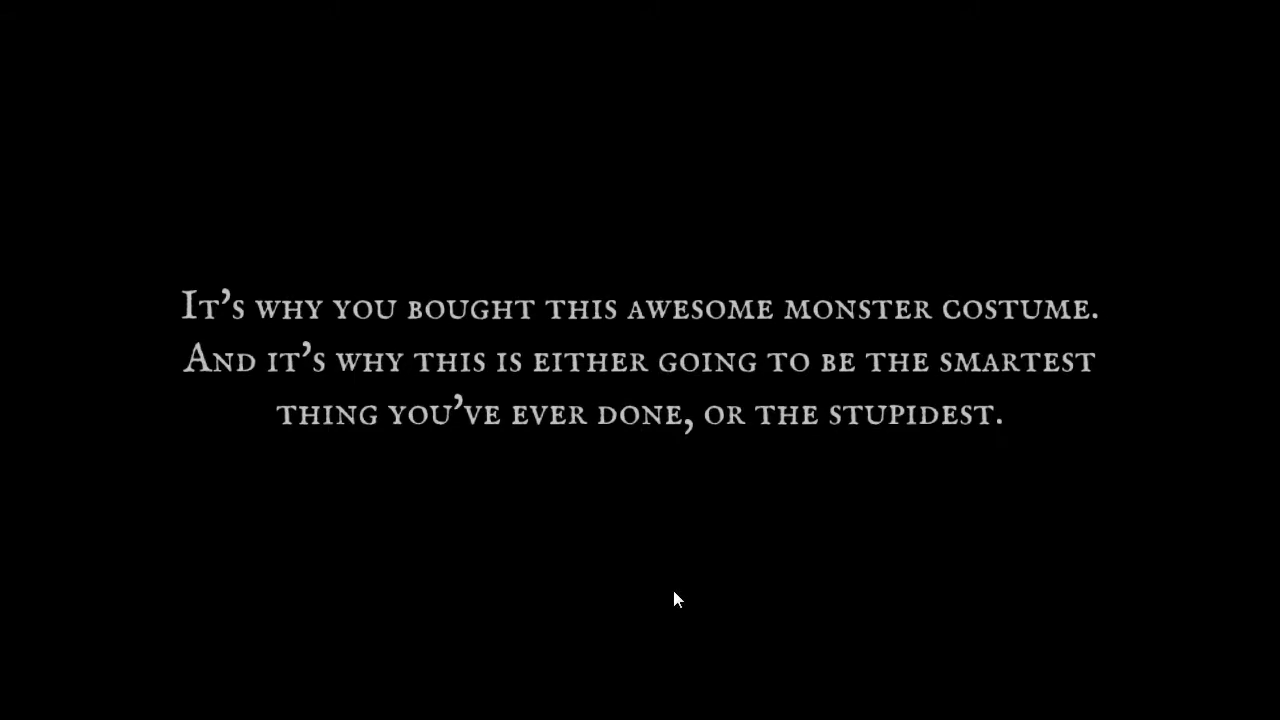 It's why you bought this awesome monster costume.
And it's why this is either going to be the smartest
thing you've ever done, or the stupidest.